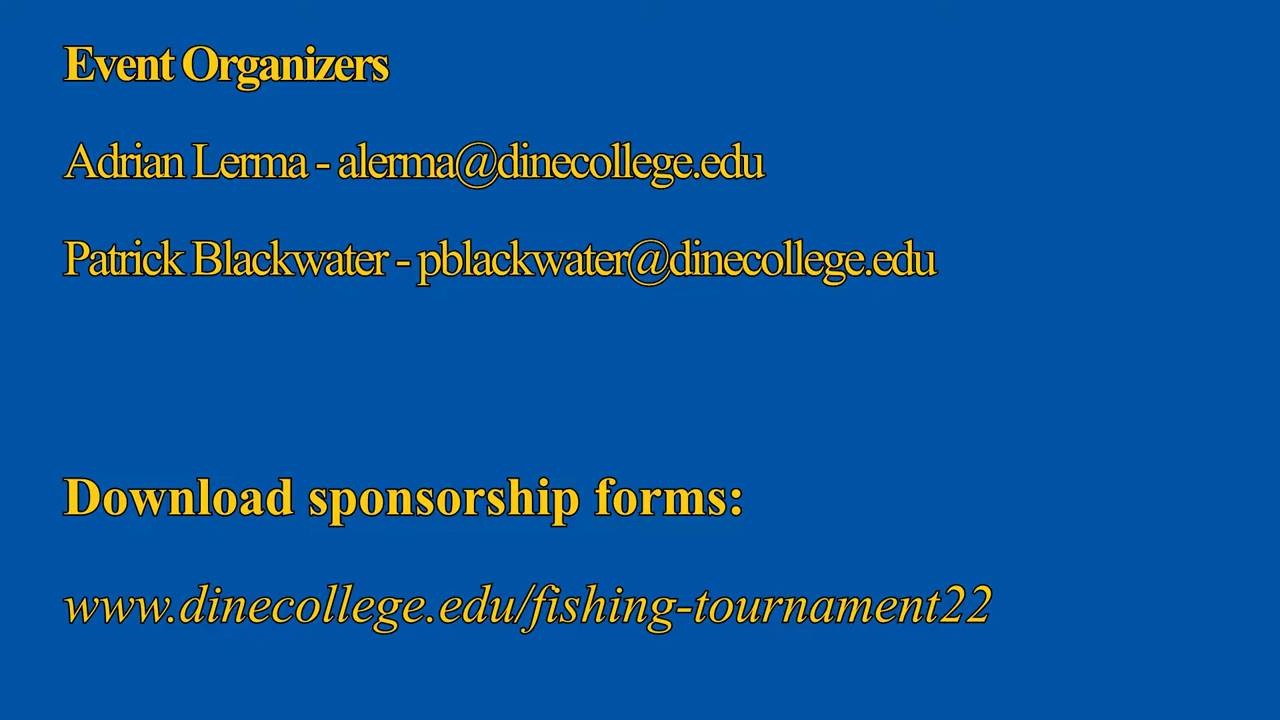 Event Organizers
Adrian Lerma - alerma@dinecollege.edu
Patrick Blackwater - pblackwater@dinecollege.edu
Download sponsorship forms:
www.dinecollege.edu/fishing-tournament22